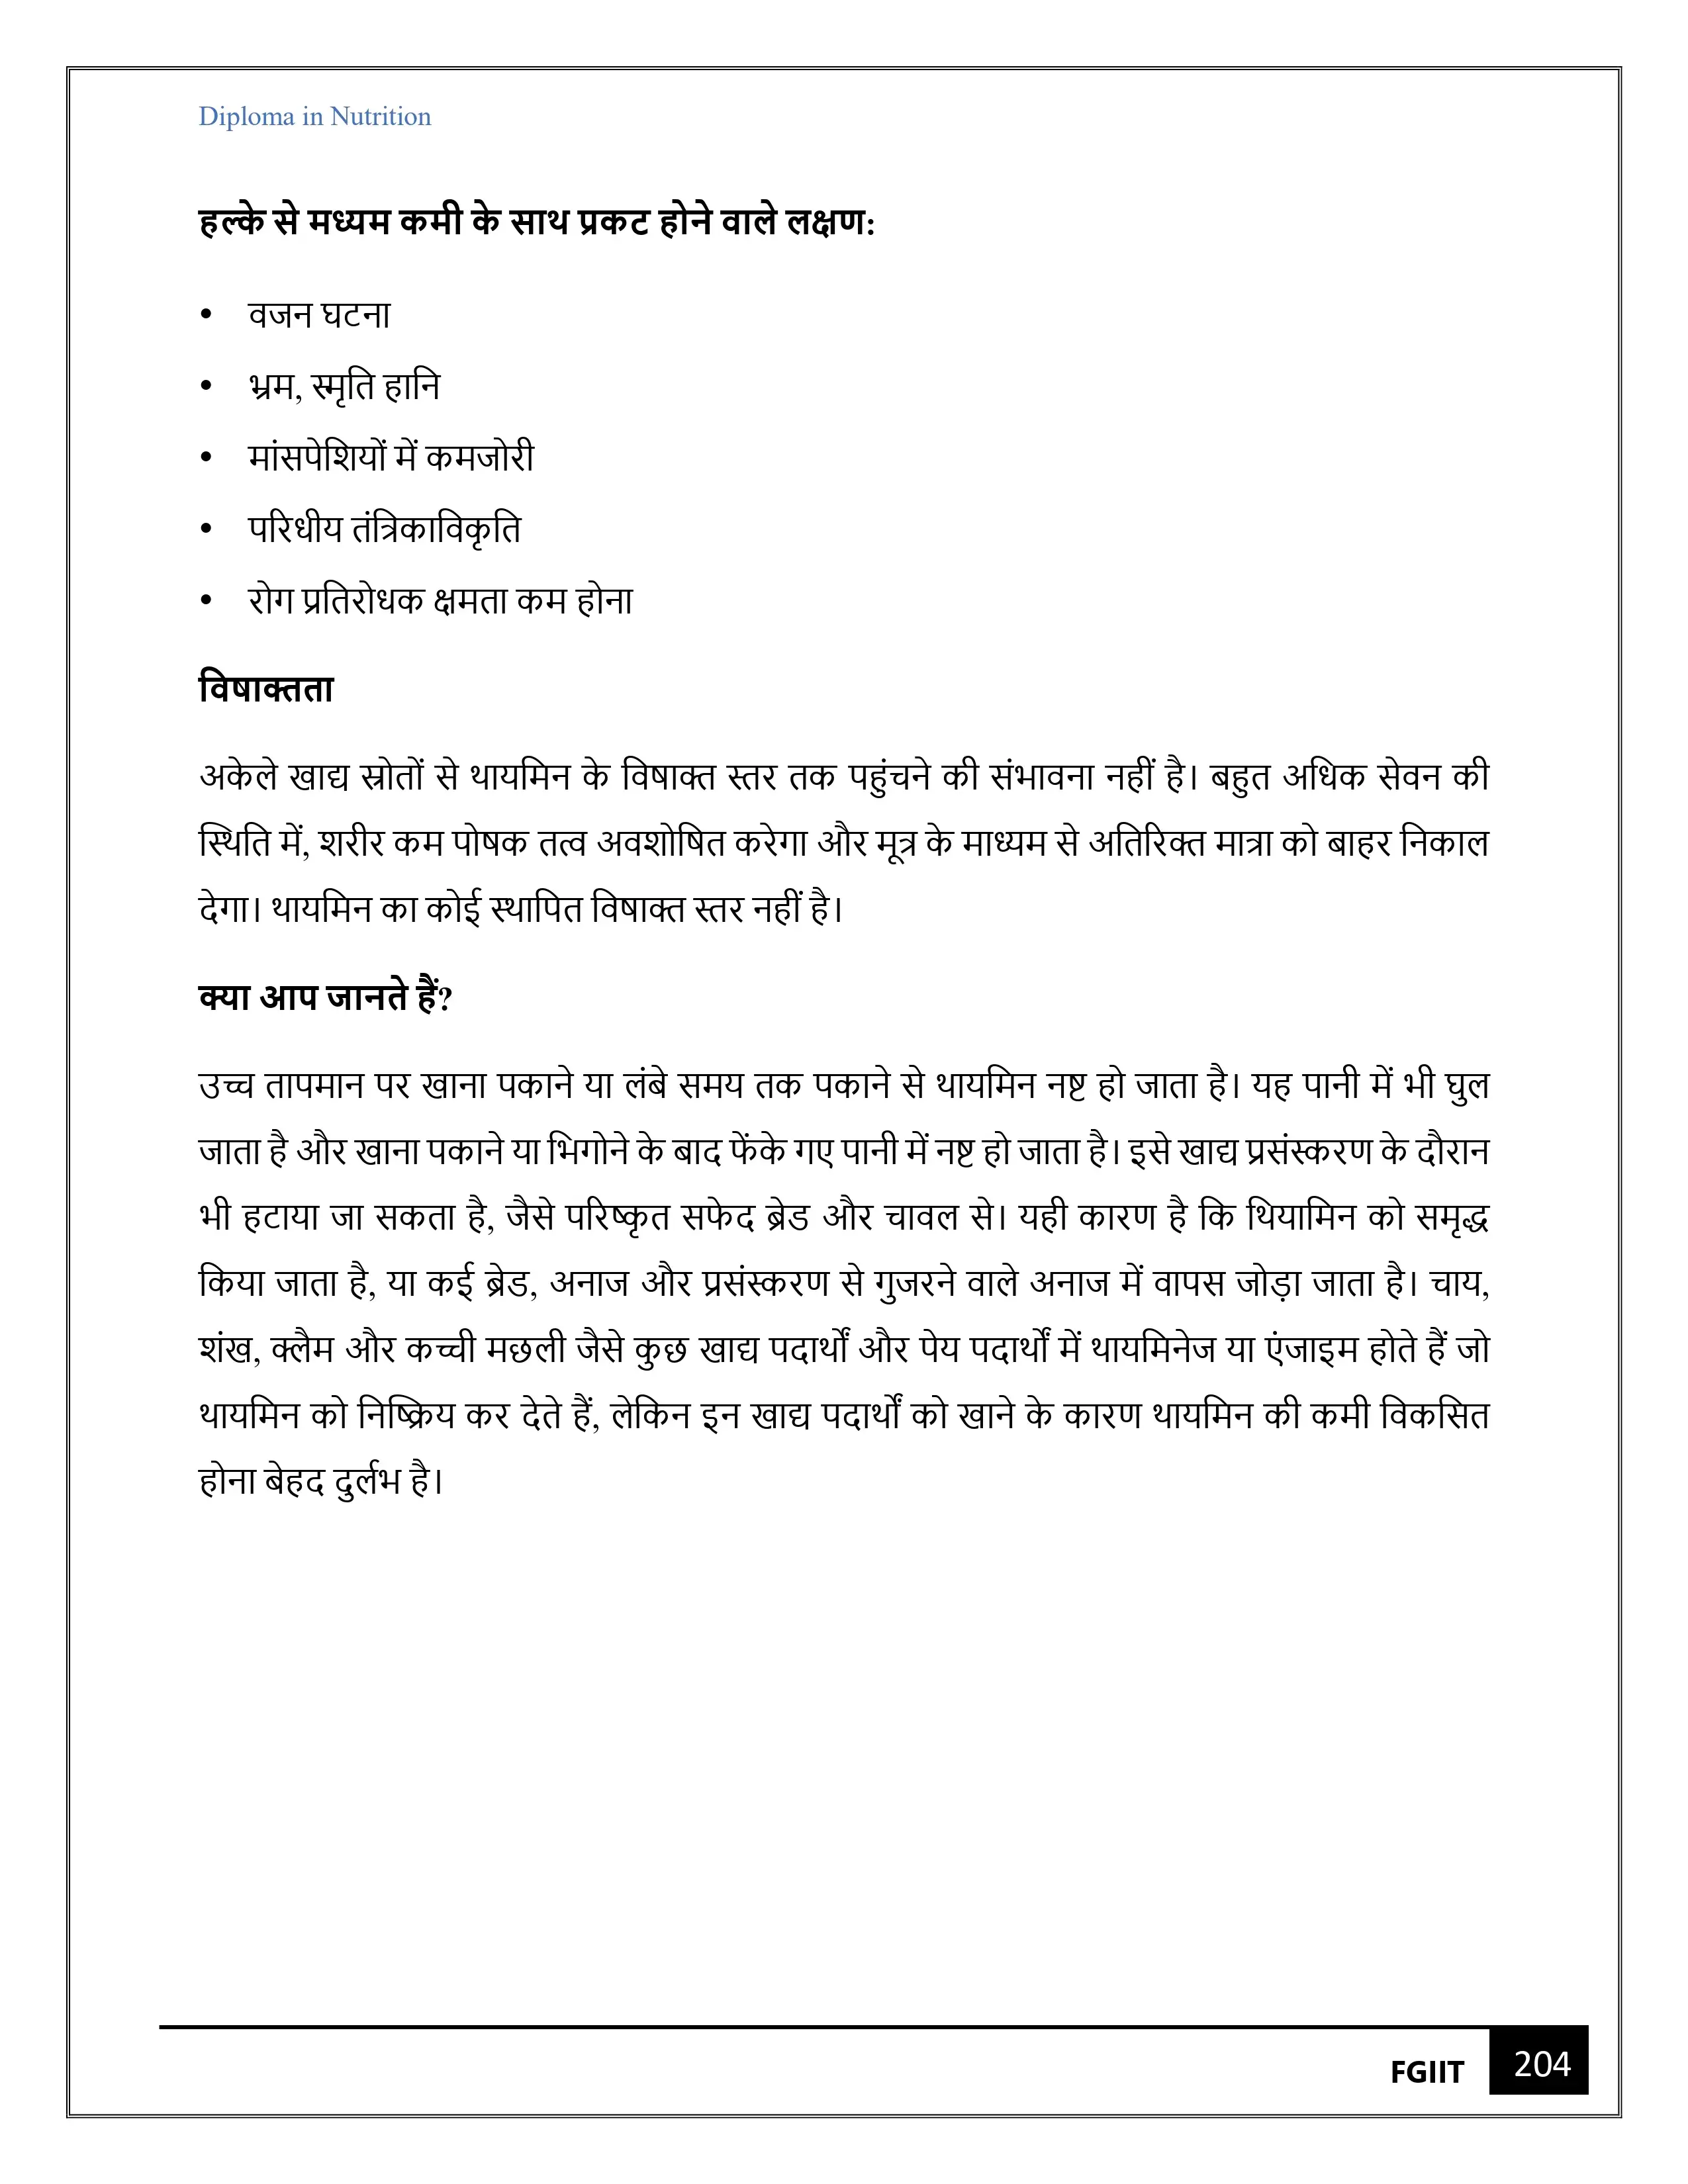 Diploma in Nutrition
हल्के से मध्यम कमी के साथ प्रकट होने वाले लक्षण:
• वजन घटना
• भ्रम, स्मृति हानि
• मांसपेशियों में कमजोरी
• परिधीय तंत्रिकाविकृति
• रोग प्रतिरोधक क्षमता कम होना
विषाक्तता
अकेले खाद्य स्रोतों से थायमिन के विषाक्त स्तर तक पहुंचने की संभावना नहीं है। बहुत अधिक सेवन की
स्थिति में, शरीर कम पोषक तत्व अवशोषित करेगा और मूत्र के माध्यम से अतिरिक्त मात्रा को बाहर निकाल
देगा। थायमिन का कोई स्थापित विषाक्त स्तर नहीं है।
क्या आप जानते हैं?
उच्च तापमान पर खाना पकाने या लंबे समय तक पकाने से थायमिन नष्ट हो जाता है। यह पानी में भी घुल
जाता है और खाना पकाने या भिगोने के बाद फेंके गए पानी में नष्ट हो जाता है। इसे खाद्य प्रसंस्करण के दौरान
भी हटाया जा सकता है, जैसे परिष्कृत सफेद ब्रेड और चावल से। यही कारण है कि थियामिन को समृद्ध
किया जाता है, या कई ब्रेड, अनाज और प्रसंस्करण से गुजरने वाले अनाज में वापस जोड़ा जाता है। चाय,
शंख, क्लैम और कच्ची मछली जैसे कुछ खाद्य पदार्थों और पेय पदार्थों में थायमिनेज या एंजाइम होते हैं जो
थायमिन को निष्क्रिय कर देते हैं, लेकिन इन खाद्य पदार्थों को खाने के कारण थायमिन की कमी विकसित
होना बेहद दुर्लभ है।
FGIIT 204